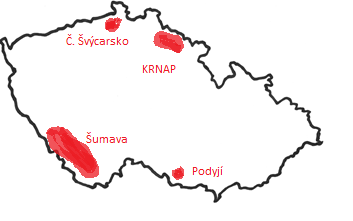 Č. Švýcarsko
KRNAP
Šumava
Podyjí